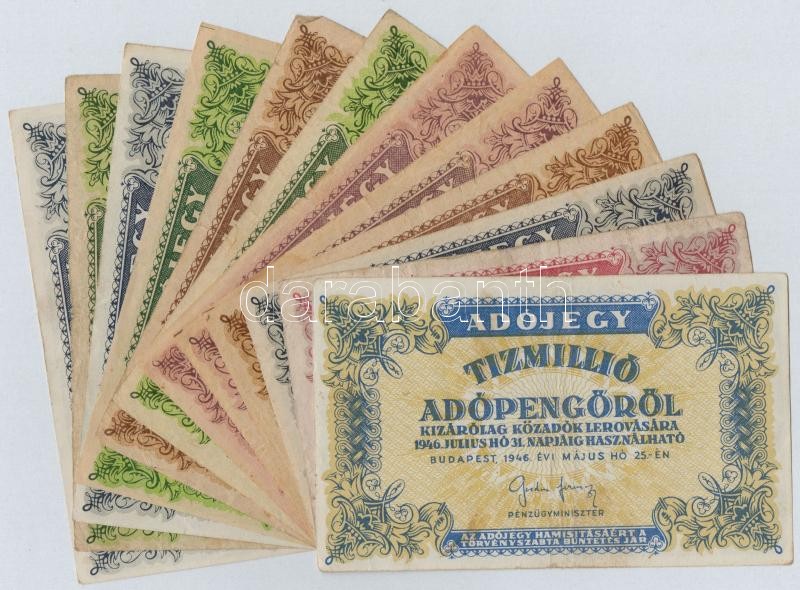 ADÓJEGY
TIZMILLIÓ
ADÓPENGŐRŐL
KIZÁRÓLAG KÖZADÓK LEROVÁSÁRA
1946. JULIUS HÓ 31. NAPJÁIG HASZNÁLHATÓ
BUDAPEST, 1946. ÉVI MÁJUS HÓ 25.-ÉN
PÉNZÜGYMINISZTER
AZ ADÓJEGY HAMISITÁSAÉRT A
TÖRVÉNYSZABTA BÜNTETÉS JÁR
darabanth